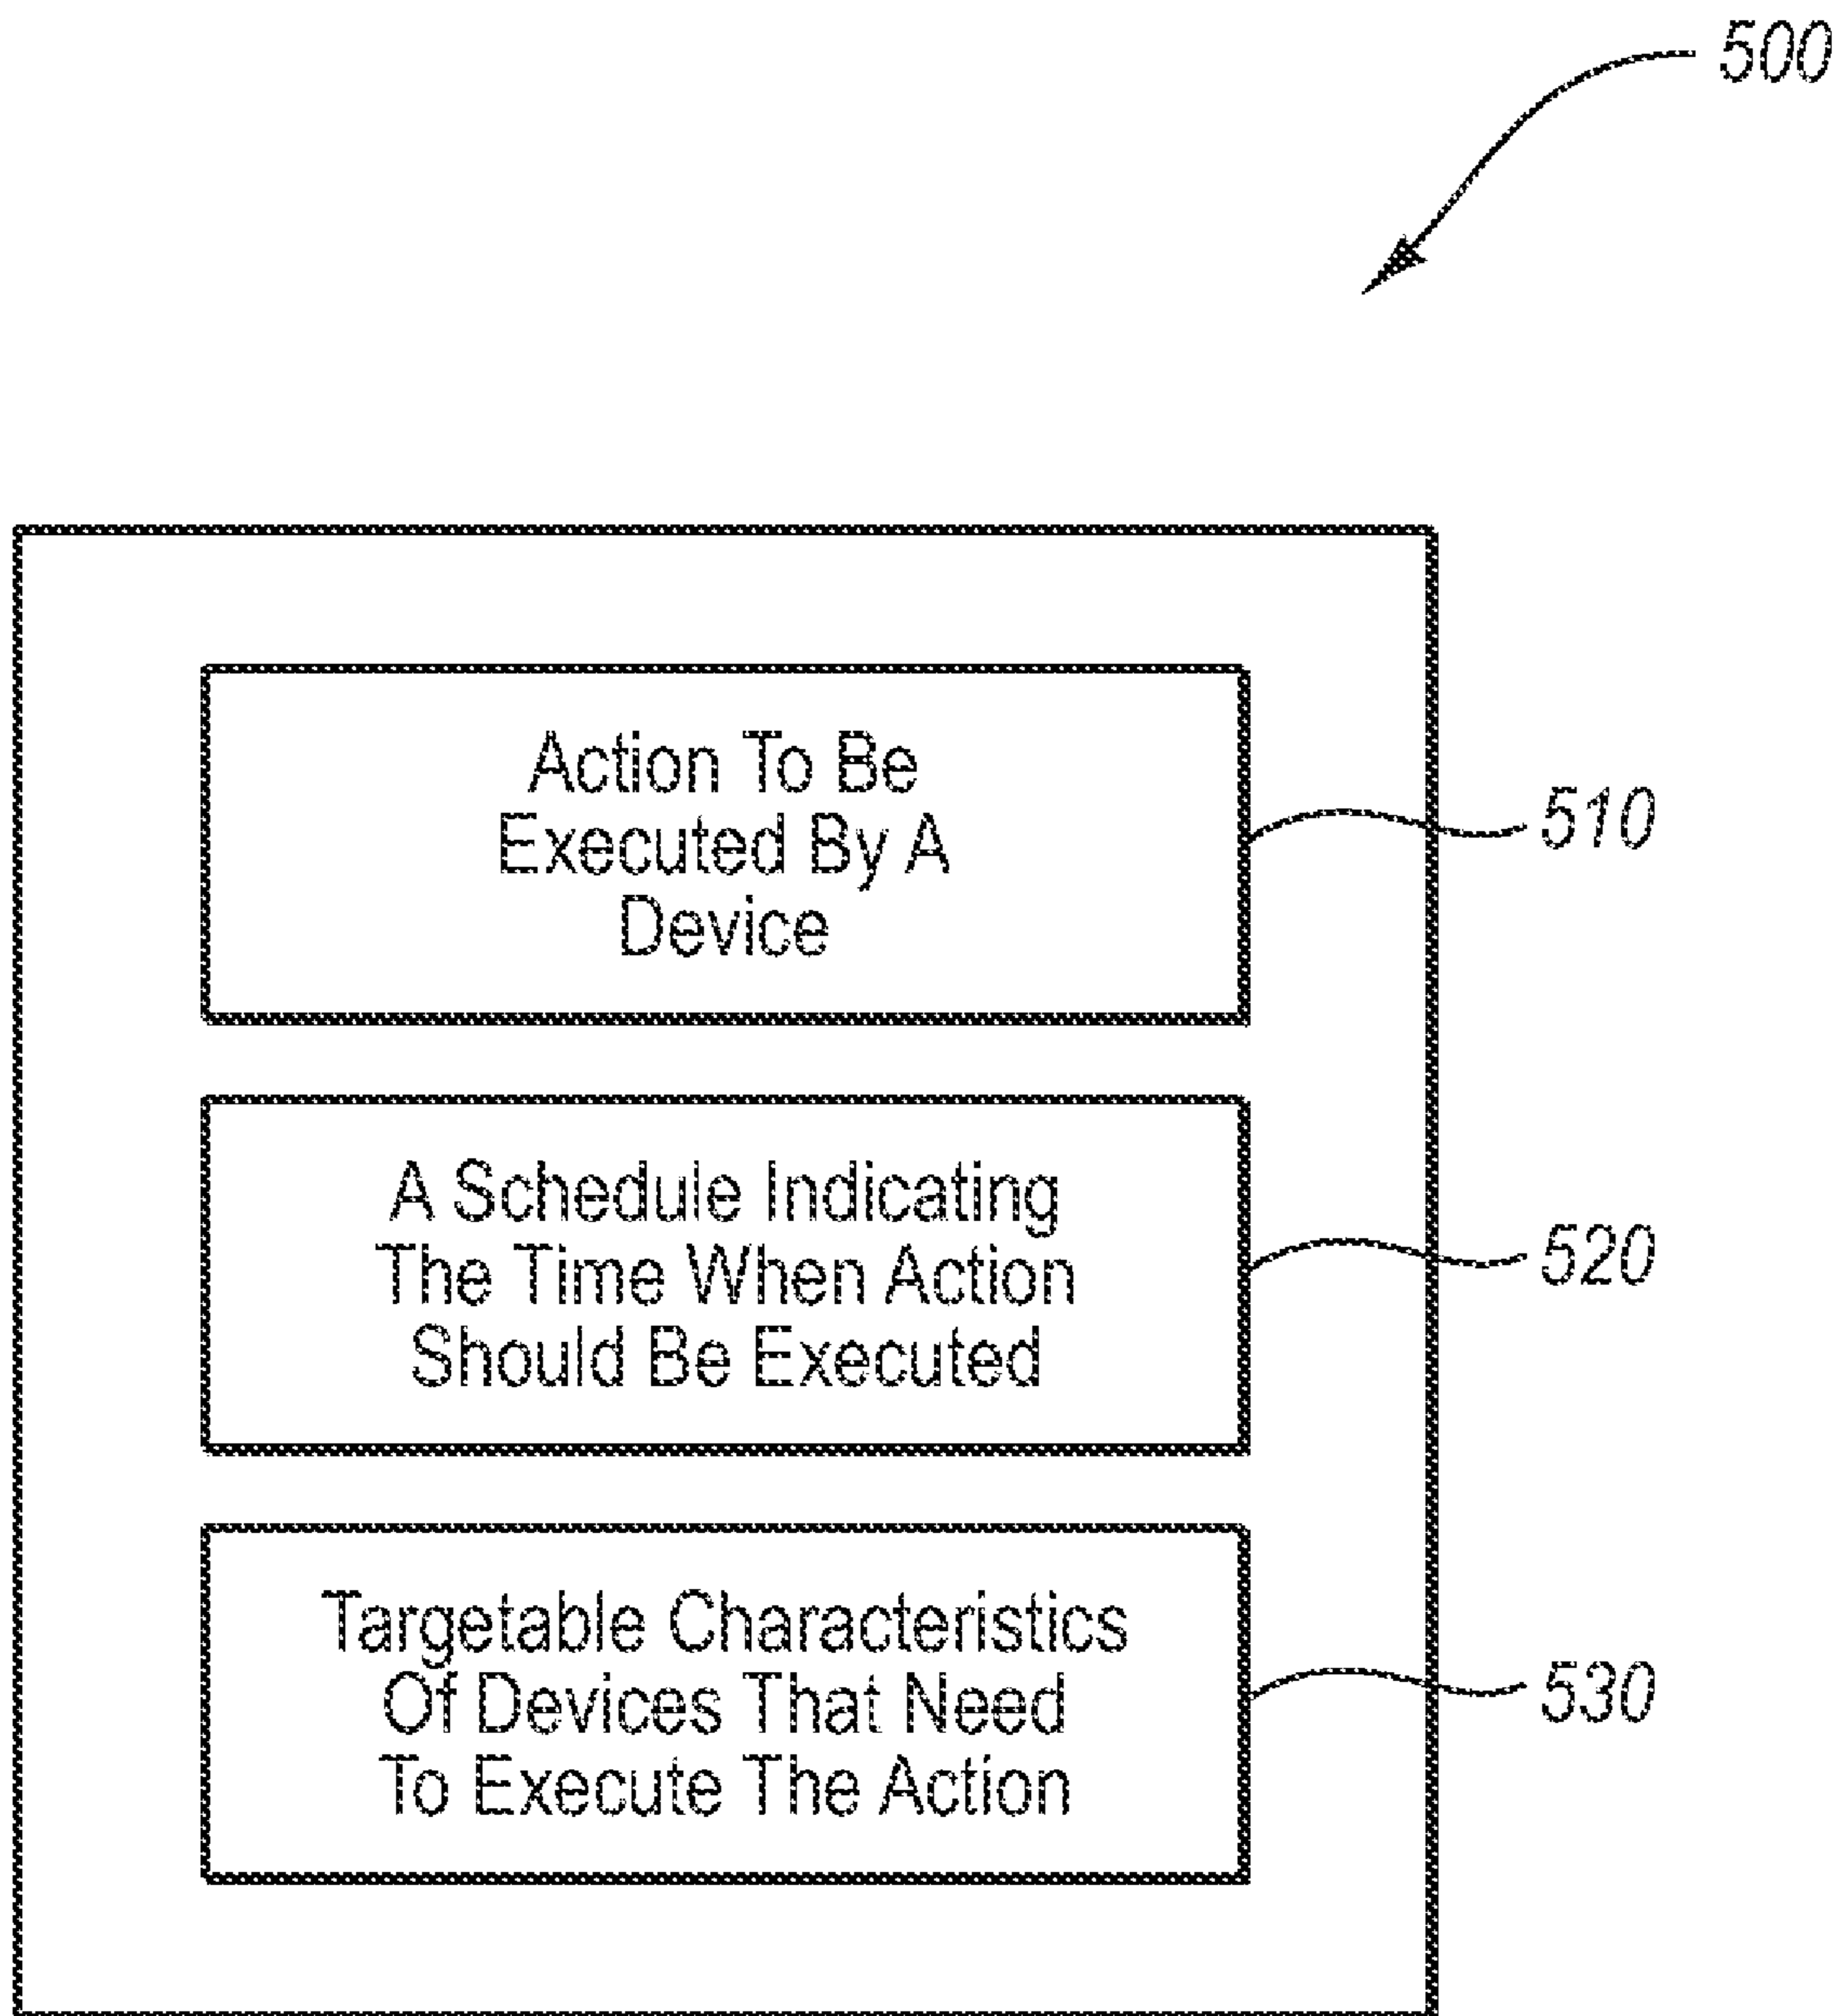 500
Action To Be
Executed By A
Device
510
A Schedule Indicating
The Time When Action
Should Be Executed
520
Targetable Characteristics
Of Devices That Need
To Execute The Action
530